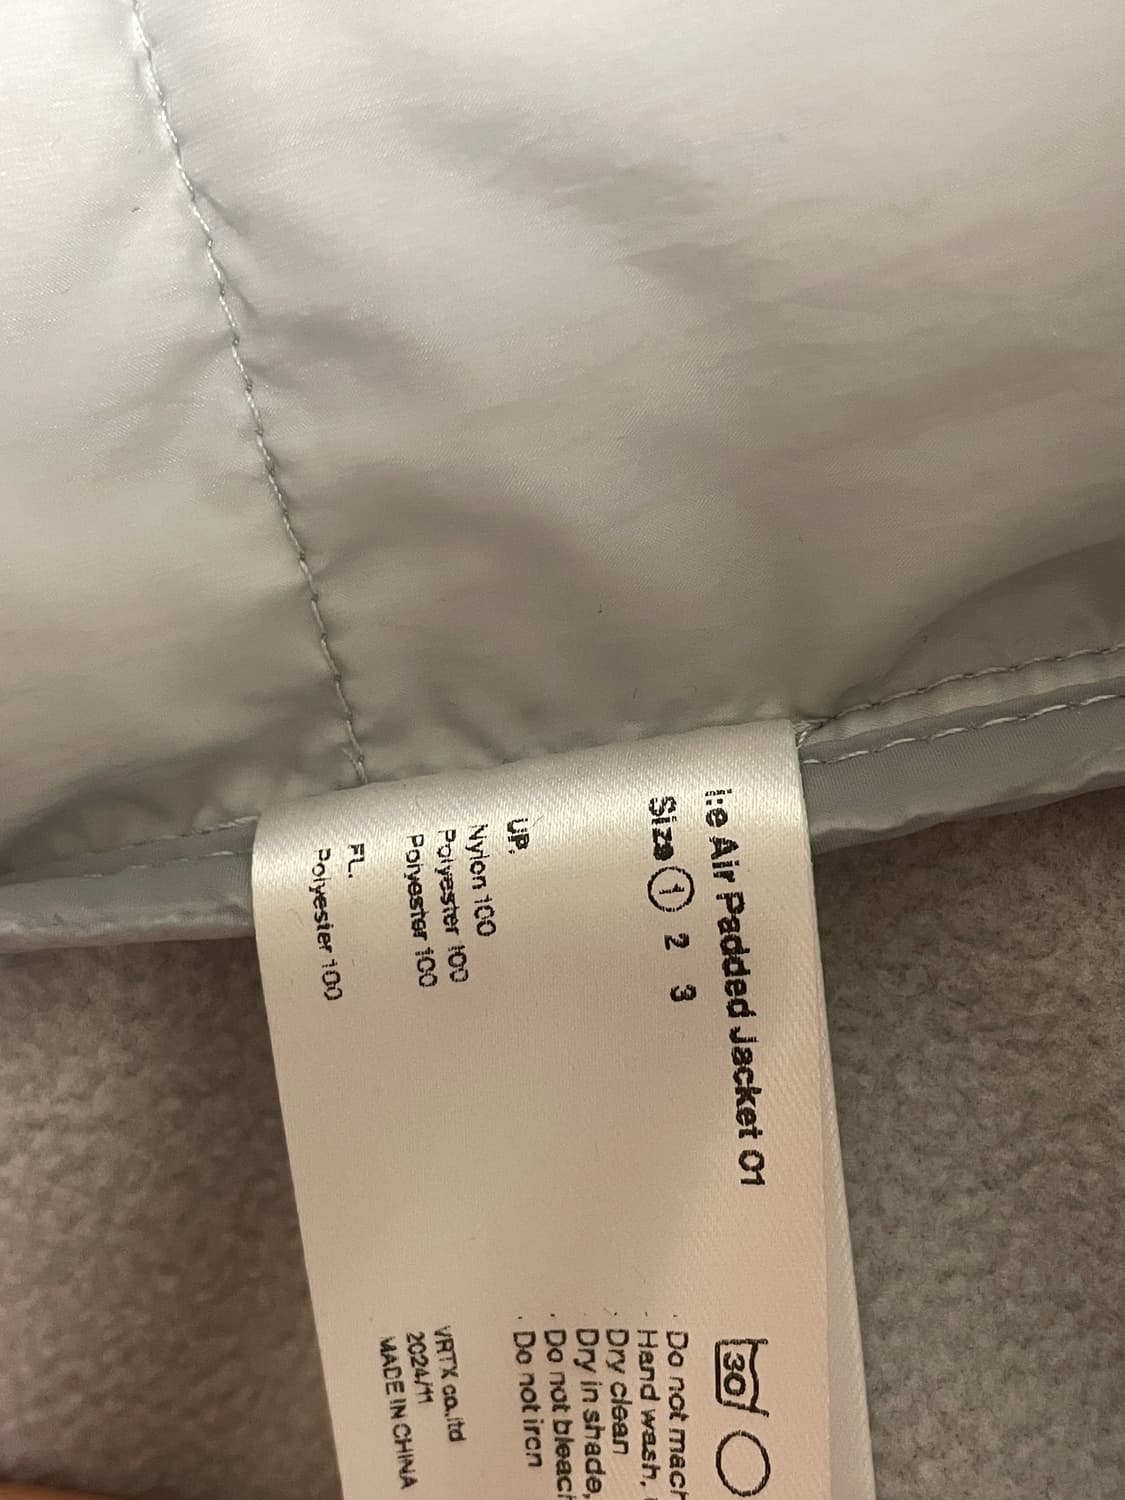 Air Padded Jacket 01
Size 1 2 3
UP.
Nylon 100
Polyester 100
Polyester 100
FL.
Polyester 100
30
· Do not
· Hand wash,
· Dry clean
Dry in shade,
· Do not
· Do not iron
VRTX co.,ltd
2024/11
MADE IN CHINA